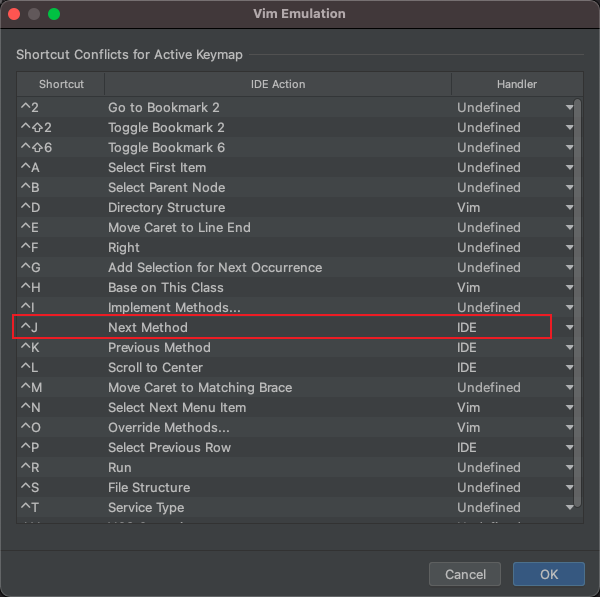 Vim Emulation
Shortcut Conflicts for Active Keymap
Shortcut IDE Action Handler
^2 Go to Bookmark 2 Undefined
^⇧2 Toggle Bookmark 2 Undefined
^⇧6 Toggle Bookmark 6 Undefined
^A Select First Item Undefined
^B Select Parent Node Undefined
^D Directory Structure Vim
^E Move Caret to Line End Undefined
^F Right Undefined
^G Add Selection for Next Occurrence Undefined
^H Base on This Class Vim
^I Implement Methods... Undefined
^J Next Method IDE
^K Previous Method IDE
^L Scroll to Center IDE
^M Move Caret to Matching Brace Undefined
^N Select Next Menu Item Vim
^O Override Methods... Vim
^P Select Previous Row IDE
^R Run Undefined
^S File Structure Undefined
^T Service Type Undefined
Cancel OK